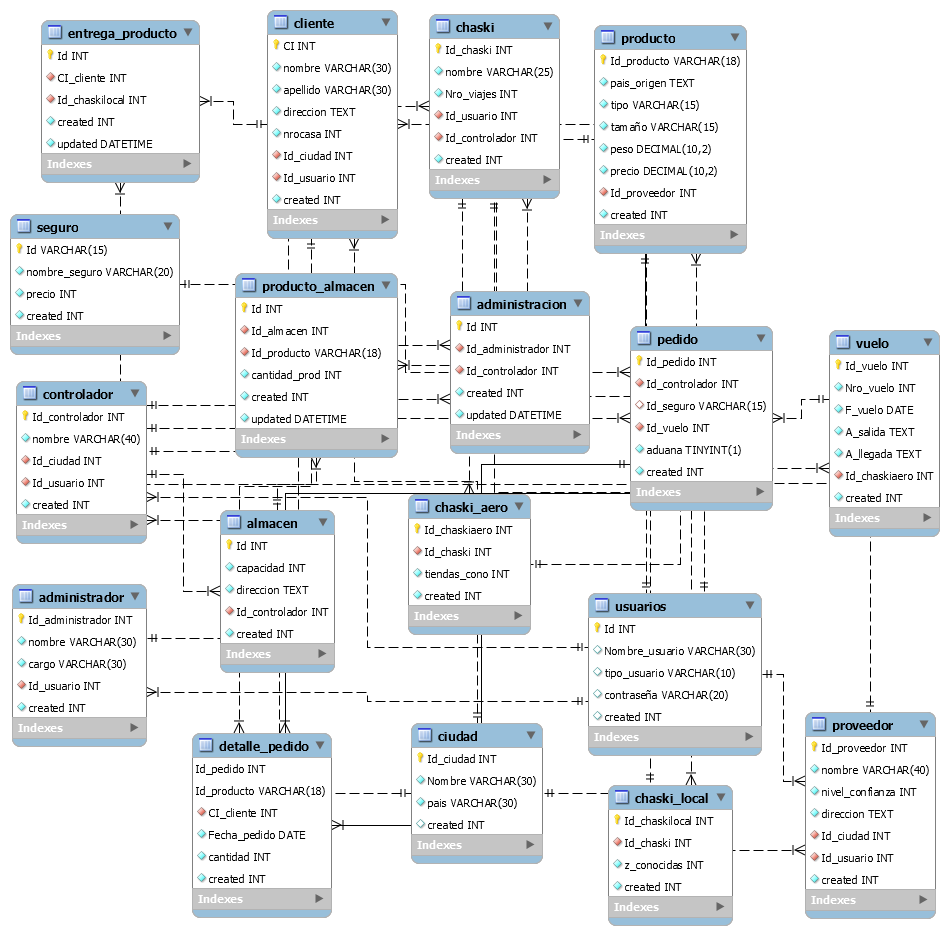 entrega_producto
Id INT
CI_cliente INT
Id_chaskilocal INT
created INT
updated DATETIME
Indexes
cliente
CI INT
nombre VARCHAR(30)
apellido VARCHAR(30)
direccion TEXT
nrocasa INT
Id_ciudad INT
Id_usuario INT
created INT
Indexes
chaski
Id_chaski INT
nombre VARCHAR(25)
Nro_viajes INT
Id_usuario INT
Id_controlador INT
created INT
Indexes
producto
Id_producto VARCHAR(18)
pais_origen TEXT
tipo VARCHAR(15)
tamaño VARCHAR(15)
peso DECIMAL(10,2)
precio DECIMAL(10,2)
Id_proveedor INT
created INT
Indexes
seguro
Id VARCHAR(15)
nombre_seguro VARCHAR(20)
precio INT
created INT
Indexes
producto_almacen
Id INT
Id_almacen INT
Id_producto VARCHAR(18)
cantidad_prod INT
created INT
updated DATETIME
Indexes
administracion
Id INT
Id_administrador INT
Id_controlador INT
created INT
updated DATETIME
Indexes
pedido
Id_pedido INT
Id_controlador INT
Id_seguro VARCHAR(15)
Id_vuelo INT
aduana TINYINT(1)
created INT
Indexes
vuelo
Id_vuelo INT
Nro_vuelo INT
F_vuelo DATE
A_salida TEXT
A_llegada TEXT
Id_chaskiaero INT
created INT
Indexes
controlador
Id_controlador INT
nombre VARCHAR(40)
Id_ciudad INT
Id_usuario INT
created INT
Indexes
almacen
Id INT
capacidad INT
direccion TEXT
Id_controlador INT
created INT
Indexes
chaski_aero
Id_chaskiaero INT
Id_chaski INT
tiendas_cono INT
created INT
Indexes
administrador
Id_administrador INT
nombre VARCHAR(30)
cargo VARCHAR(30)
Id_usuario INT
created INT
Indexes
usuarios
Id INT
Nombre_usuario VARCHAR(30)
tipo_usuario VARCHAR(10)
contraseña VARCHAR(20)
created INT
Indexes
detalle_pedido
Id_pedido INT
Id_producto VARCHAR(18)
CI_cliente INT
Fecha_pedido DATE
cantidad INT
created INT
Indexes
ciudad
Id_ciudad INT
Nombre VARCHAR(30)
pais VARCHAR(30)
created INT
Indexes
chaski_local
Id_chaskilocal INT
Id_chaski INT
z_conocidas INT
created INT
Indexes
proveedor
Id_proveedor INT
nombre VARCHAR(40)
nivel_confianza INT
direccion TEXT
Id_ciudad INT
Id_usuario INT
created INT
Indexes